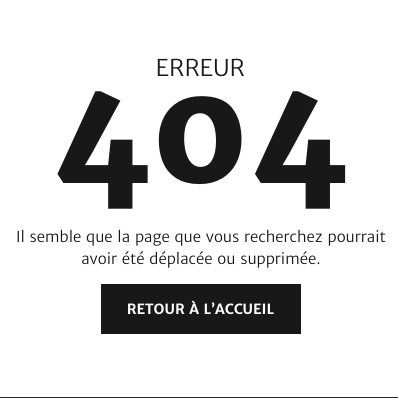 ERREUR
404
Il semble que la page que vous recherchez pourrait
avoir été déplacée ou supprimée.
RETOUR À L’ACCUEIL